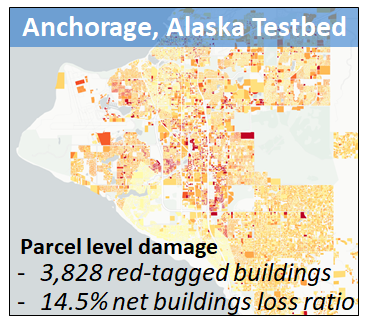 Anchorage, Alaska Testbed
Parcel level damage
- 3,828 red-tagged buildings
- 14.5% net buildings loss ratio